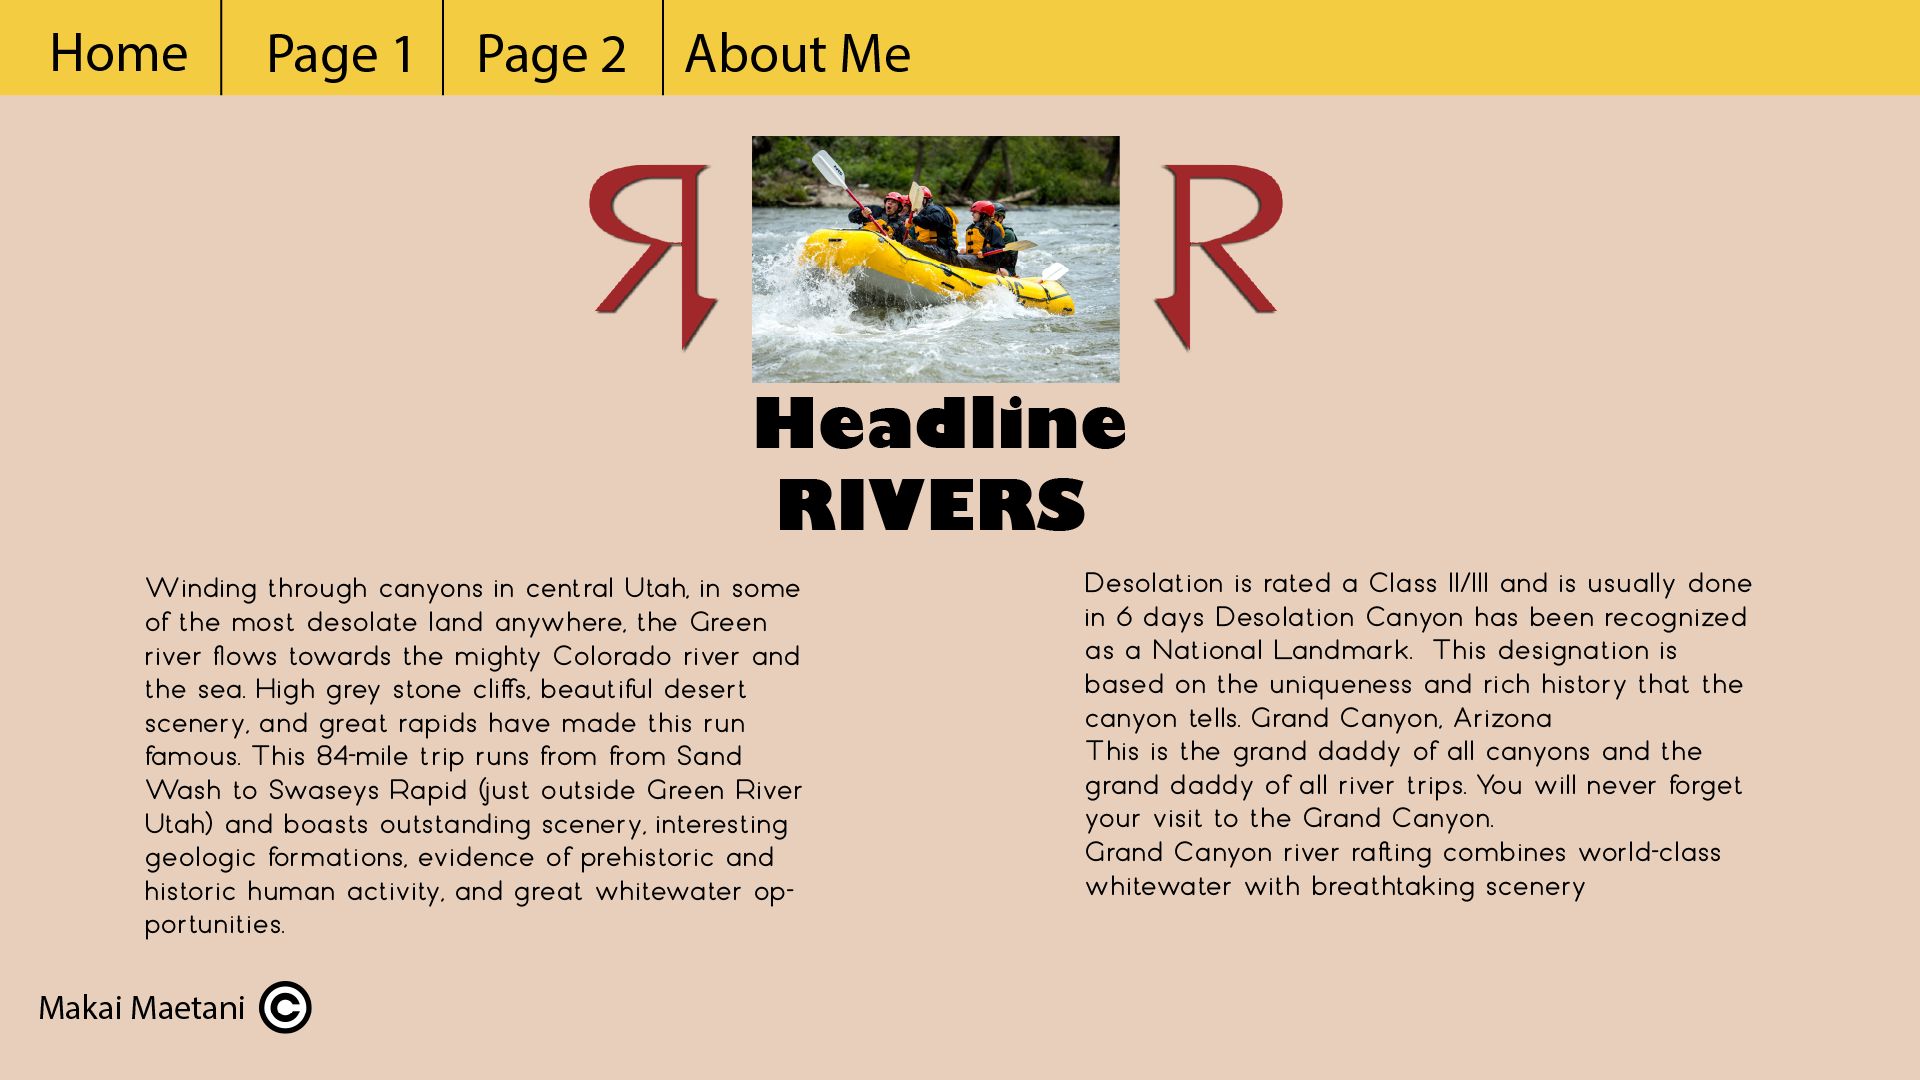 Home
Page 1
Page 2
About Me
R
R
Headline
RIVERS
Winding through canyons in central Utah, in some
of the most desolate land anywhere, the Green
river flows towards the mighty Colorado river and
the sea. High grey stone cliffs, beautiful desert
scenery, and great rapids have made this run
famous. This 84-mile trip runs from from Sand
Wash to Swaseys Rapid (just outside Green River
Utah) and boasts outstanding scenery, interesting
geologic formations, evidence of prehistoric and
historic human activity, and great whitewater op-
portunities.
Desolation is rated a Class II/III and is usually done
in 6 days Desolation Canyon has been recognized
as a National Landmark.  This designation is
based on the uniqueness and rich history that the
canyon tells. Grand Canyon, Arizona
This is the grand daddy of all canyons and the
grand daddy of all river trips. You will never forget
your visit to the Grand Canyon.
Grand Canyon river rafting combines world-class
whitewater with breathtaking scenery
Makai Maetani ©